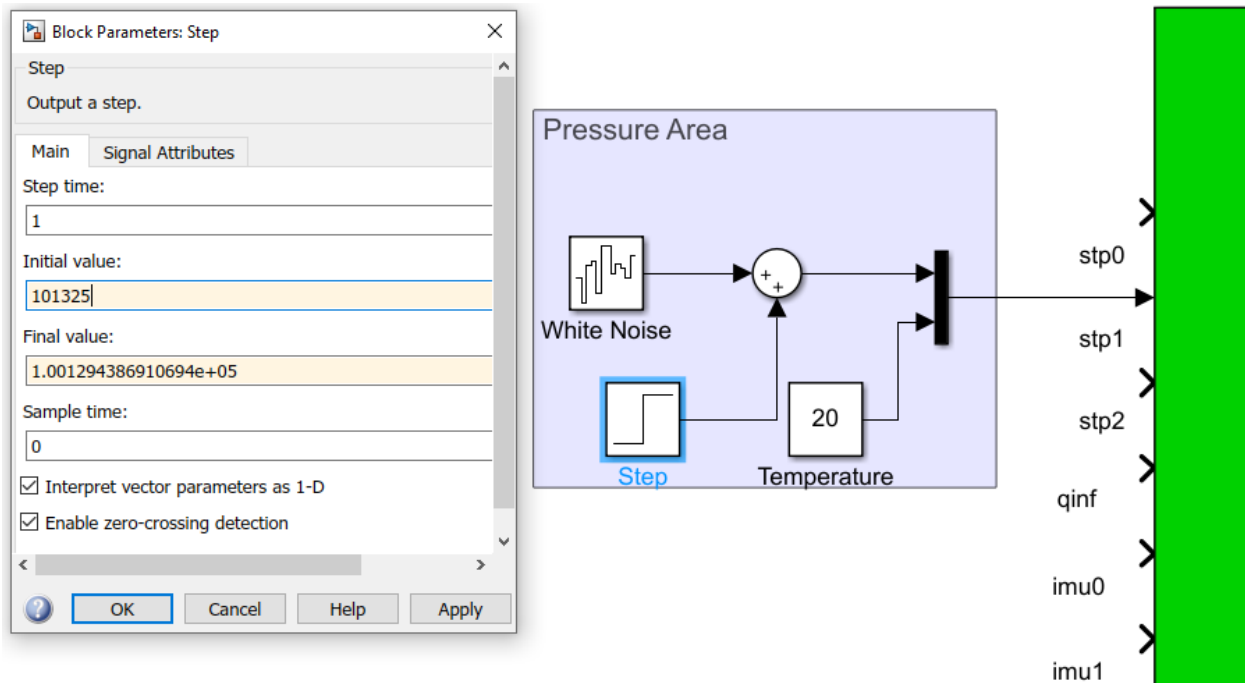 Block Parameters: Step
Step
Output a step.
Main
Signal Attributes
Step time:
1
Initial value:
101325
Final value:
1.001294386910694e+05
Sample time:
0
Interpret vector parameters as 1-D
Enable zero-crossing detection
OK
Cancel
Help
Apply
Pressure Area
White Noise
Step
20
Temperature
stp0
stp1
stp2
qinf
imu0
imu1